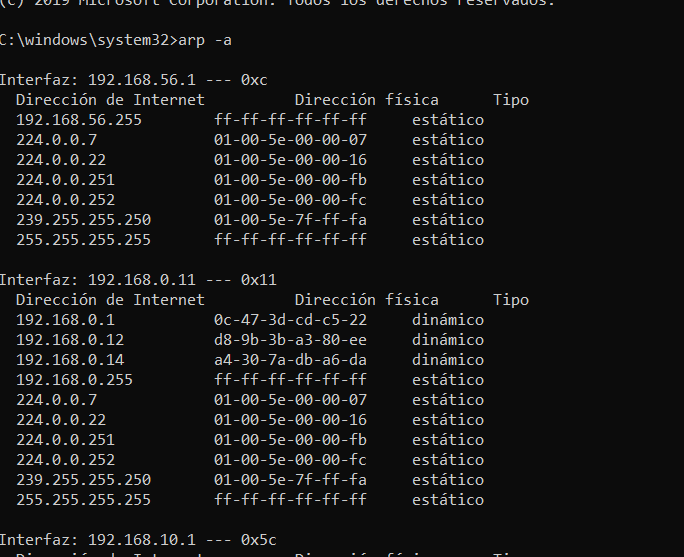 (c) 2019 Microsoft Corporation. Todos los derechos reservados.
C:\windows\system32>arp -a
Interfaz: 192.168.56.1 --- 0xc
Dirección de Internet Dirección física Tipo
192.168.56.255 ff-ff-ff-ff-ff-ff estático
224.0.0.7 01-00-5e-00-00-07 estático
224.0.0.22 01-00-5e-00-00-16 estático
224.0.0.251 01-00-5e-00-00-fb estático
224.0.0.252 01-00-5e-00-00-fc estático
239.255.255.250 01-00-5e-7f-ff-fa estático
255.255.255.255 ff-ff-ff-ff-ff-ff estático
Interfaz: 192.168.0.11 --- 0x11
Dirección de Internet Dirección física Tipo
192.168.0.1 0c-47-3d-cd-c5-22 dinámico
192.168.0.12 d8-9b-3b-a3-80-ee dinámico
192.168.0.14 a4-30-7a-db-a6-da dinámico
192.168.0.255 ff-ff-ff-ff-ff-ff estático
224.0.0.7 01-00-5e-00-00-07 estático
224.0.0.22 01-00-5e-00-00-16 estático
224.0.0.251 01-00-5e-00-00-fb estático
224.0.0.252 01-00-5e-00-00-fc estático
239.255.255.250 01-00-5e-7f-ff-fa estático
255.255.255.255 ff-ff-ff-ff-ff-ff estático
Interfaz: 192.168.10.1 --- 0x5c
Dirección de Internet Dirección física Tipo